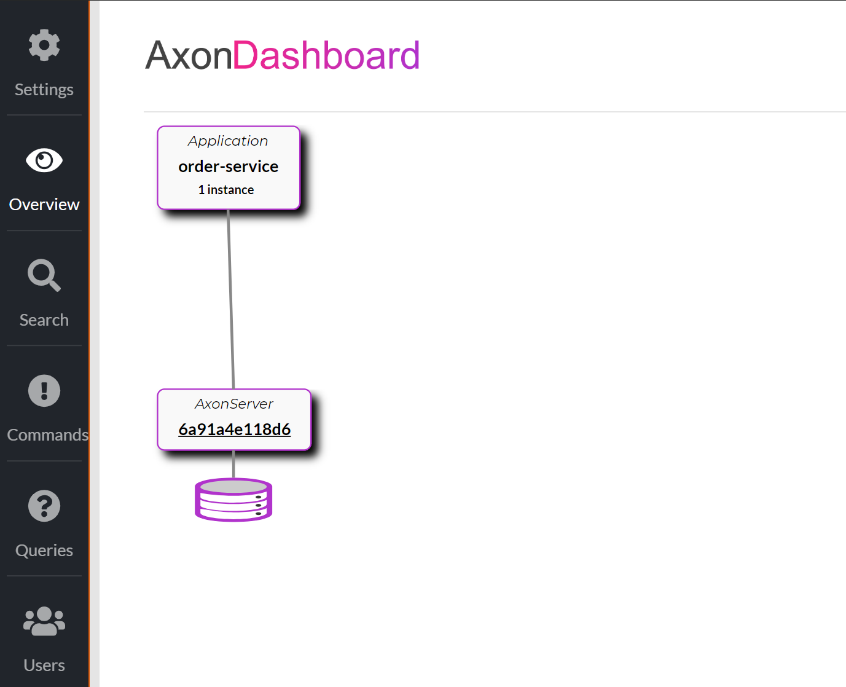 AxonDashboard
Settings
Overview
Search
Commands
Queries
Users
Application
order-service
1 instance
AxonServer
6a91a4e118d6